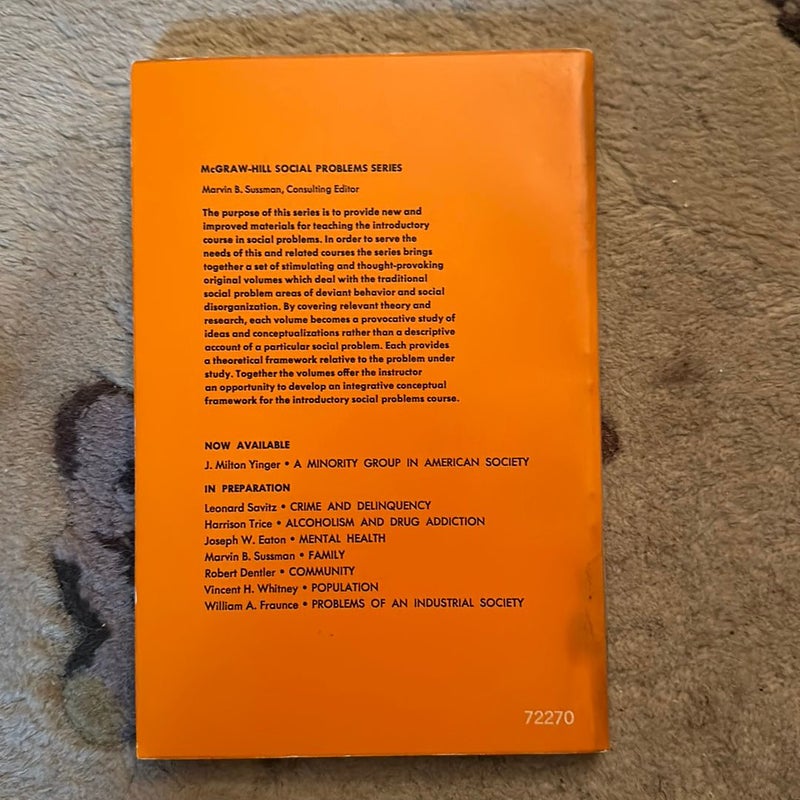 McGRAW-HILL SOCIAL PROBLEMS SERIES
Marvin B. Sussman, Consulting Editor
The purpose of this series is to provide new and
improved materials for teaching the introductory
course in social problems. In order to serve the
needs of this and related courses the series brings
together a set of stimulating and thought-provoking
original volumes which deal with the traditional
social problem areas of deviant behavior and social
disorganization. By covering relevant theory and
research, each volume becomes a provocative study of
ideas and conceptualizations rather than a descriptive
account of a particular social problem. Each provides
a theoretical framework relative to the problem under
study. Together the volumes offer the instructor
an opportunity to develop an integrative conceptual
framework for the introductory social problems course.
NOW AVAILABLE
J. Milton Yinger • A MINORITY GROUP IN AMERICAN SOCIETY
IN PREPARATION
Leonard Savitz • CRIME AND DELINQUENCY
Harrison Trice • ALCOHOLISM AND DRUG ADDICTION
Joseph W. Eaton • MENTAL HEALTH
Marvin B. Sussman • FAMILY
Robert Dentler • COMMUNITY
Vincent H. Whitney • POPULATION
William A. Fraunce • PROBLEMS OF AN INDUSTRIAL SOCIETY
72270